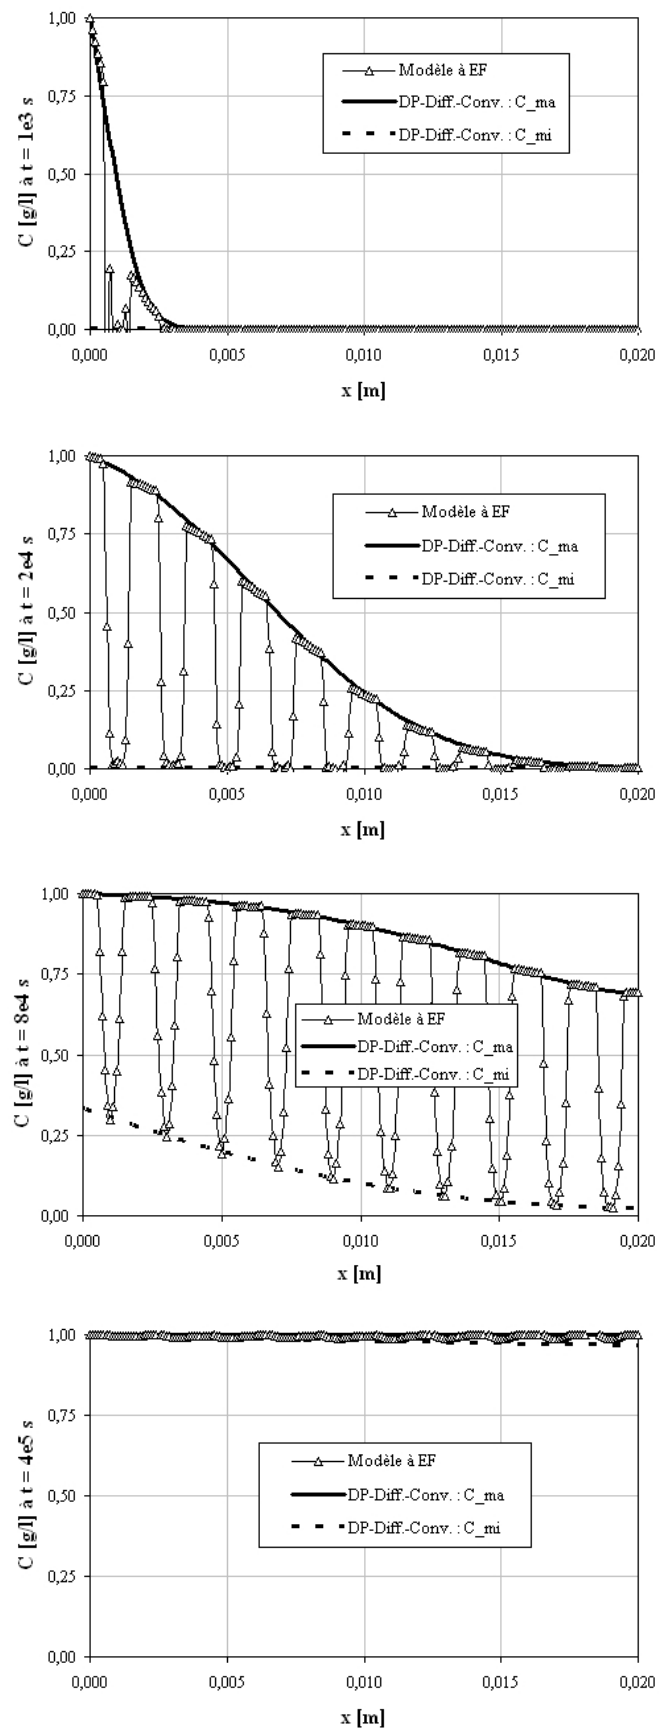 C [g/l] à t = 1e3 s
1,00
0,75
0,50
0,25
0,00
Modèle à EF
DP-Diff.-Conv. : C_ma
DP-Diff.-Conv. : C_mi
0,000 0,005 0,010 0,015 0,020
x [m]
C [g/l] à t = 2e4 s
1,00
0,75
0,50
0,25
0,00
Modèle à EF
DP-Diff.-Conv. : C_ma
DP-Diff.-Conv. : C_mi
0,000 0,005 0,010 0,015 0,020
x [m]
C [g/l] à t = 8e4 s
1,00
0,75
0,50
0,25
0,00
Modèle à EF
DP-Diff.-Conv. : C_ma
DP-Diff.-Conv. : C_mi
0,000 0,005 0,010 0,015 0,020
x [m]
C [g/l] à t = 4e5 s
1,00
0,75
0,50
0,25
0,00
Modèle à EF
DP-Diff.-Conv. : C_ma
DP-Diff.-Conv. : C_mi
0,000 0,005 0,010 0,015 0,020
x [m]